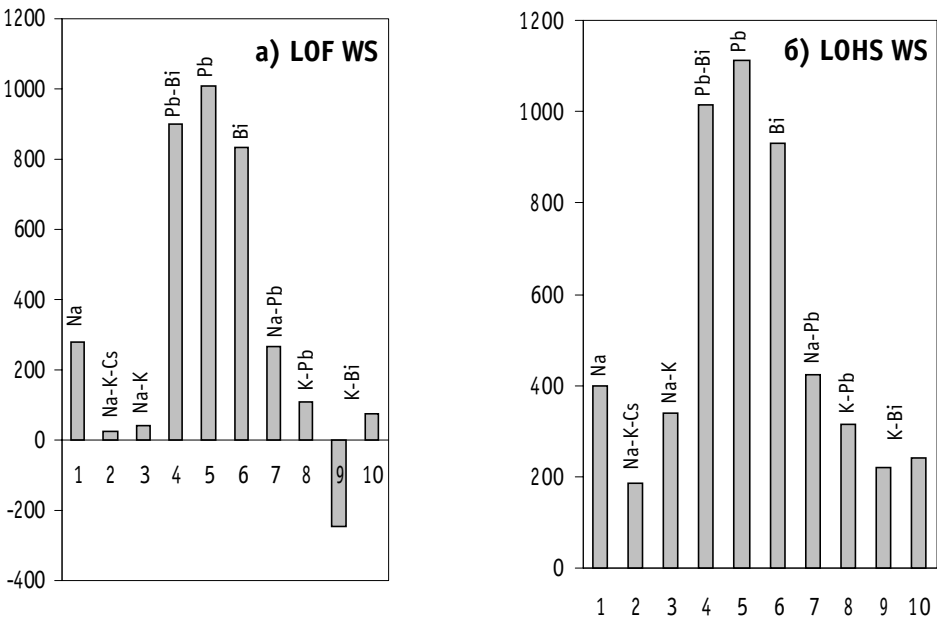 a) LOF WS
1200
1000
800
600
400
200
0
-200
-400
Na
Na-K-Cs
Na-K
Pb-Bi
Pb
Bi
Na-Pb
K-Pb
K-Bi
1 2 3 4 5 6 7 8 9 10
б) LOHS WS
1200
1000
800
600
400
200
0
Na
Na-K-Cs
Na-K
Pb-Bi
Pb
Bi
Na-Pb
K-Pb
K-Bi
1 2 3 4 5 6 7 8 9 10